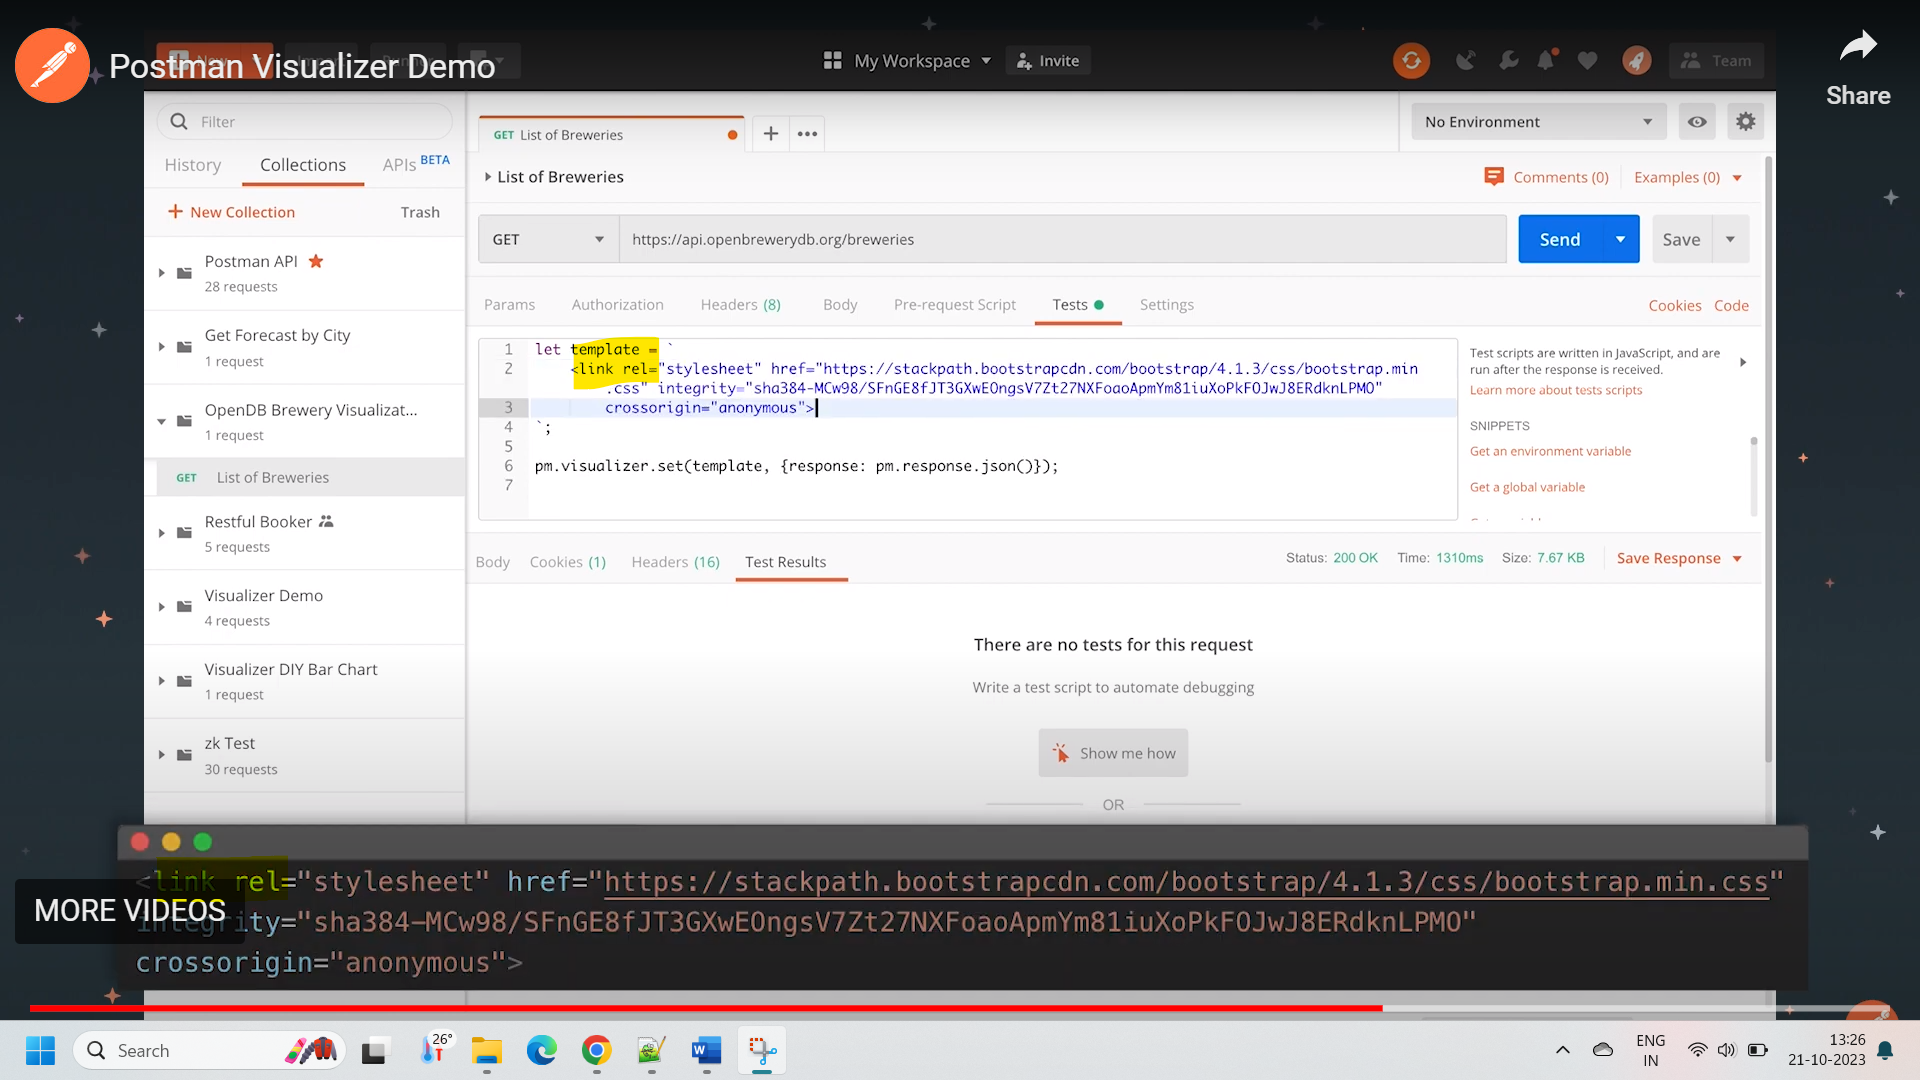 Postman Visualizer Demo
My Workspace
Invite
Team
Share
Filter
History
Collections
APIs BETA
+ New Collection
Trash
Postman API
28 requests
Get Forecast by City
1 request
OpenDB Brewery Visualizat...
1 request
GET List of Breweries
Restful Booker
5 requests
Visualizer Demo
4 requests
Visualizer DIY Bar Chart
1 request
zk Test
30 requests
GET List of Breweries
No Environment
List of Breweries
Comments (0)
Examples (0)
GET
https://api.openbrewerydb.org/breweries
Send
Save
Params
Authorization
Headers (8)
Body
Pre-request Script
Tests
Settings
Cookies
Code
1 let template = `
2 <link rel="stylesheet" href="https://stackpath.bootstrapcdn.com/bootstrap/4.1.3/css/bootstrap.min
.css" integrity="sha384-MCw98/SFnGE8fJT3GXwEOngsV7Zt27NXFoaoApmYm81iuXoPkFOJwJ8ERdknLPMO"
3 crossorigin="anonymous">
4 `;
5
6 pm.visualizer.set(template, {response: pm.response.json()});
7
Test scripts are written in JavaScript, and are
run after the response is received.
Learn more about tests scripts
SNIPPETS
Get an environment variable
Get a global variable
Body
Cookies (1)
Headers (16)
Test Results
Status: 200 OK
Time: 1310ms
Size: 7.67 KB
Save Response
There are no tests for this request
Write a test script to automate debugging
Show me how
OR
<link rel="stylesheet" href="https://stackpath.bootstrapcdn.com/bootstrap/4.1.3/css/bootstrap.min.css"
integrity="sha384-MCw98/SFnGE8fJT3GXwEOngsV7Zt27NXFoaoApmYm81iuXoPkFOJwJ8ERdknLPMO"
crossorigin="anonymous">
MORE VIDEOS
Search
26°
ENG
IN
13:26
21-10-2023